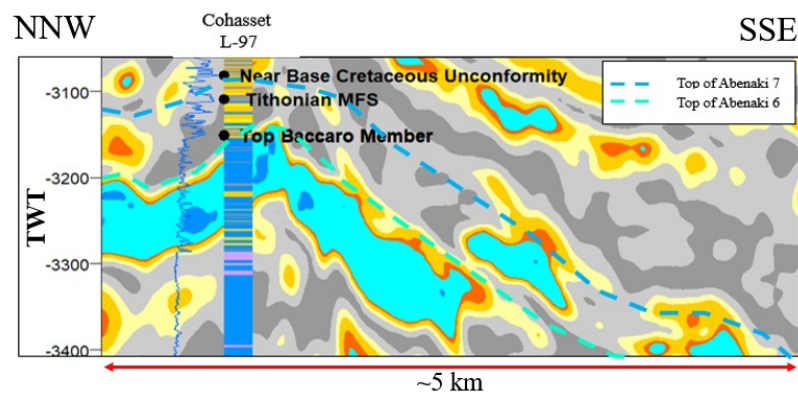 NNW
Cohasset
L-97
SSE
Near Base Cretaceous Unconformity
Tithonian MFS
Top Baccaro Member
Top of Abenaki 7
Top of Abenaki 6
TWT
-3100
-3200
-3300
-3400
~5 km